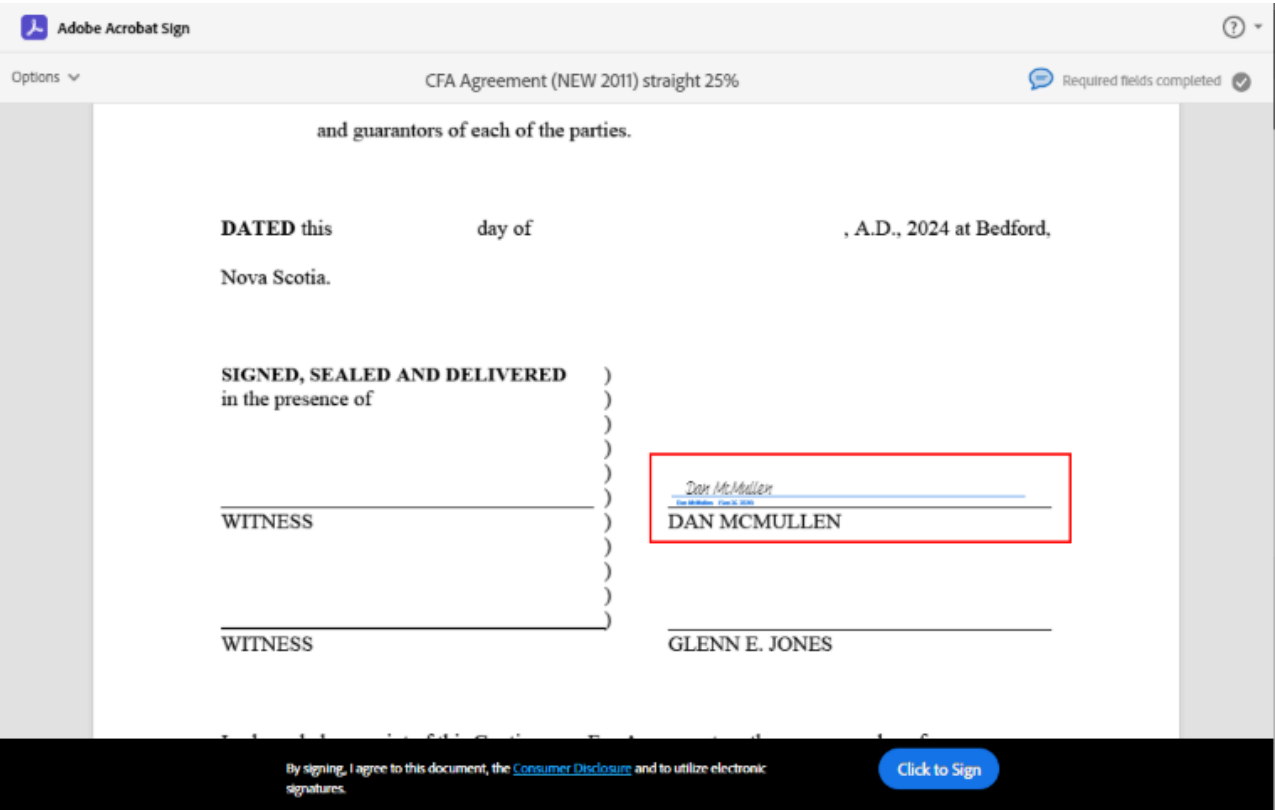 Adobe Acrobat Sign
Options
CFA Agreement (NEW 2011) straight 25%
Required fields completed
and guarantors of each of the parties.
DATED this day of , A.D., 2024 at Bedford,
Nova Scotia.
SIGNED, SEALED AND DELIVERED )
in the presence of )
)
)
)
Dan McMullen
)
WITNESS ) DAN MCMULLEN
)
)
)
)
WITNESS GLENN E. JONES
By signing, I agree to this document, the Consumer Disclosure and to utilize electronic
signatures.
Click to Sign